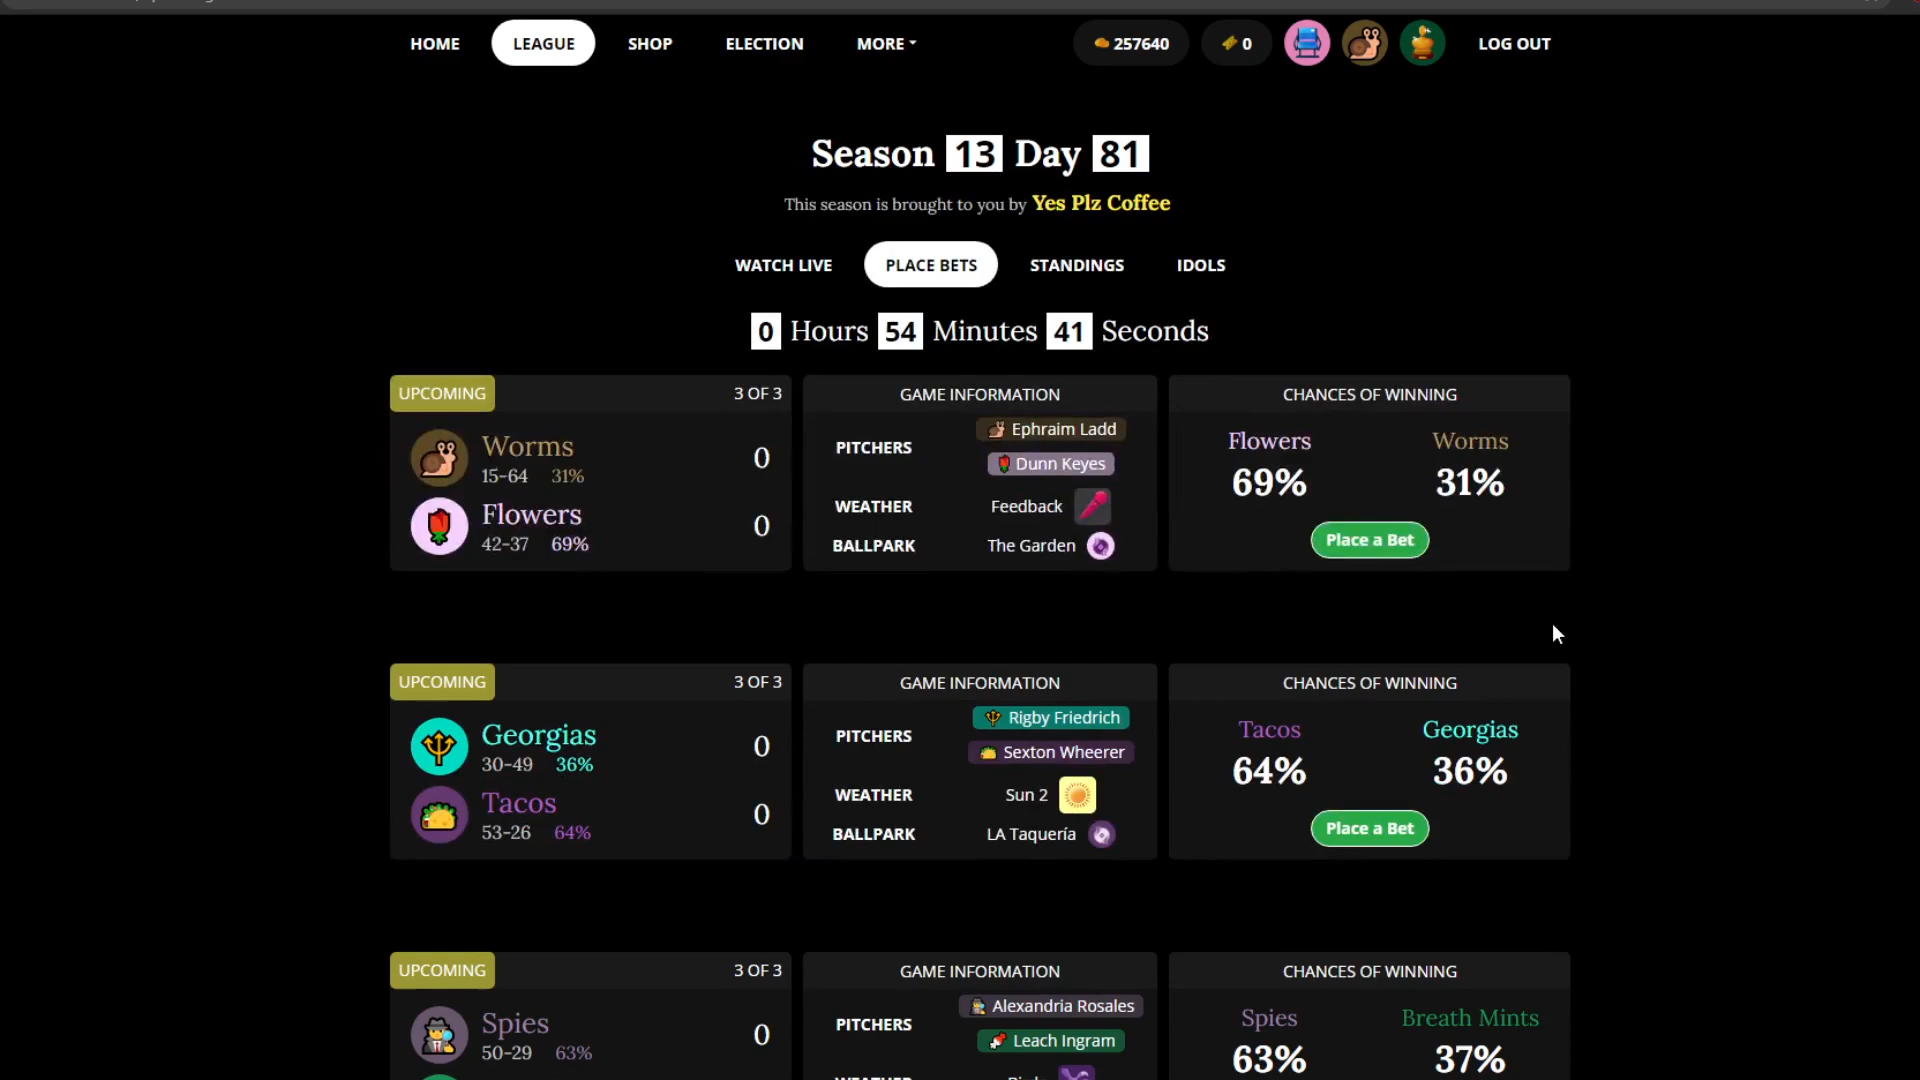 HOME LEAGUE SHOP ELECTION MORE 257640 0 LOG OUT
Season 13 Day 81
This season is brought to you by Yes Plz Coffee
WATCH LIVE PLACE BETS STANDINGS IDOLS
0 Hours 54 Minutes 41 Seconds
UPCOMING 3 OF 3
Worms 0
15-64 31%
Flowers 0
42-37 69%
GAME INFORMATION
PITCHERS
Ephraim Ladd
Dunn Keyes
WEATHER Feedback
BALLPARK The Garden
CHANCES OF WINNING
Flowers Worms
69% 31%
Place a Bet
UPCOMING 3 OF 3
Georgias 0
30-49 36%
Tacos 0
53-26 64%
GAME INFORMATION
PITCHERS
Rigby Friedrich
Sexton Wheerer
WEATHER Sun 2
BALLPARK LA Taquería
CHANCES OF WINNING
Tacos Georgias
64% 36%
Place a Bet
UPCOMING 3 OF 3
Spies 0
50-29 63%
GAME INFORMATION
PITCHERS
Alexandria Rosales
Leach Ingram
CHANCES OF WINNING
Spies Breath Mints
63% 37%